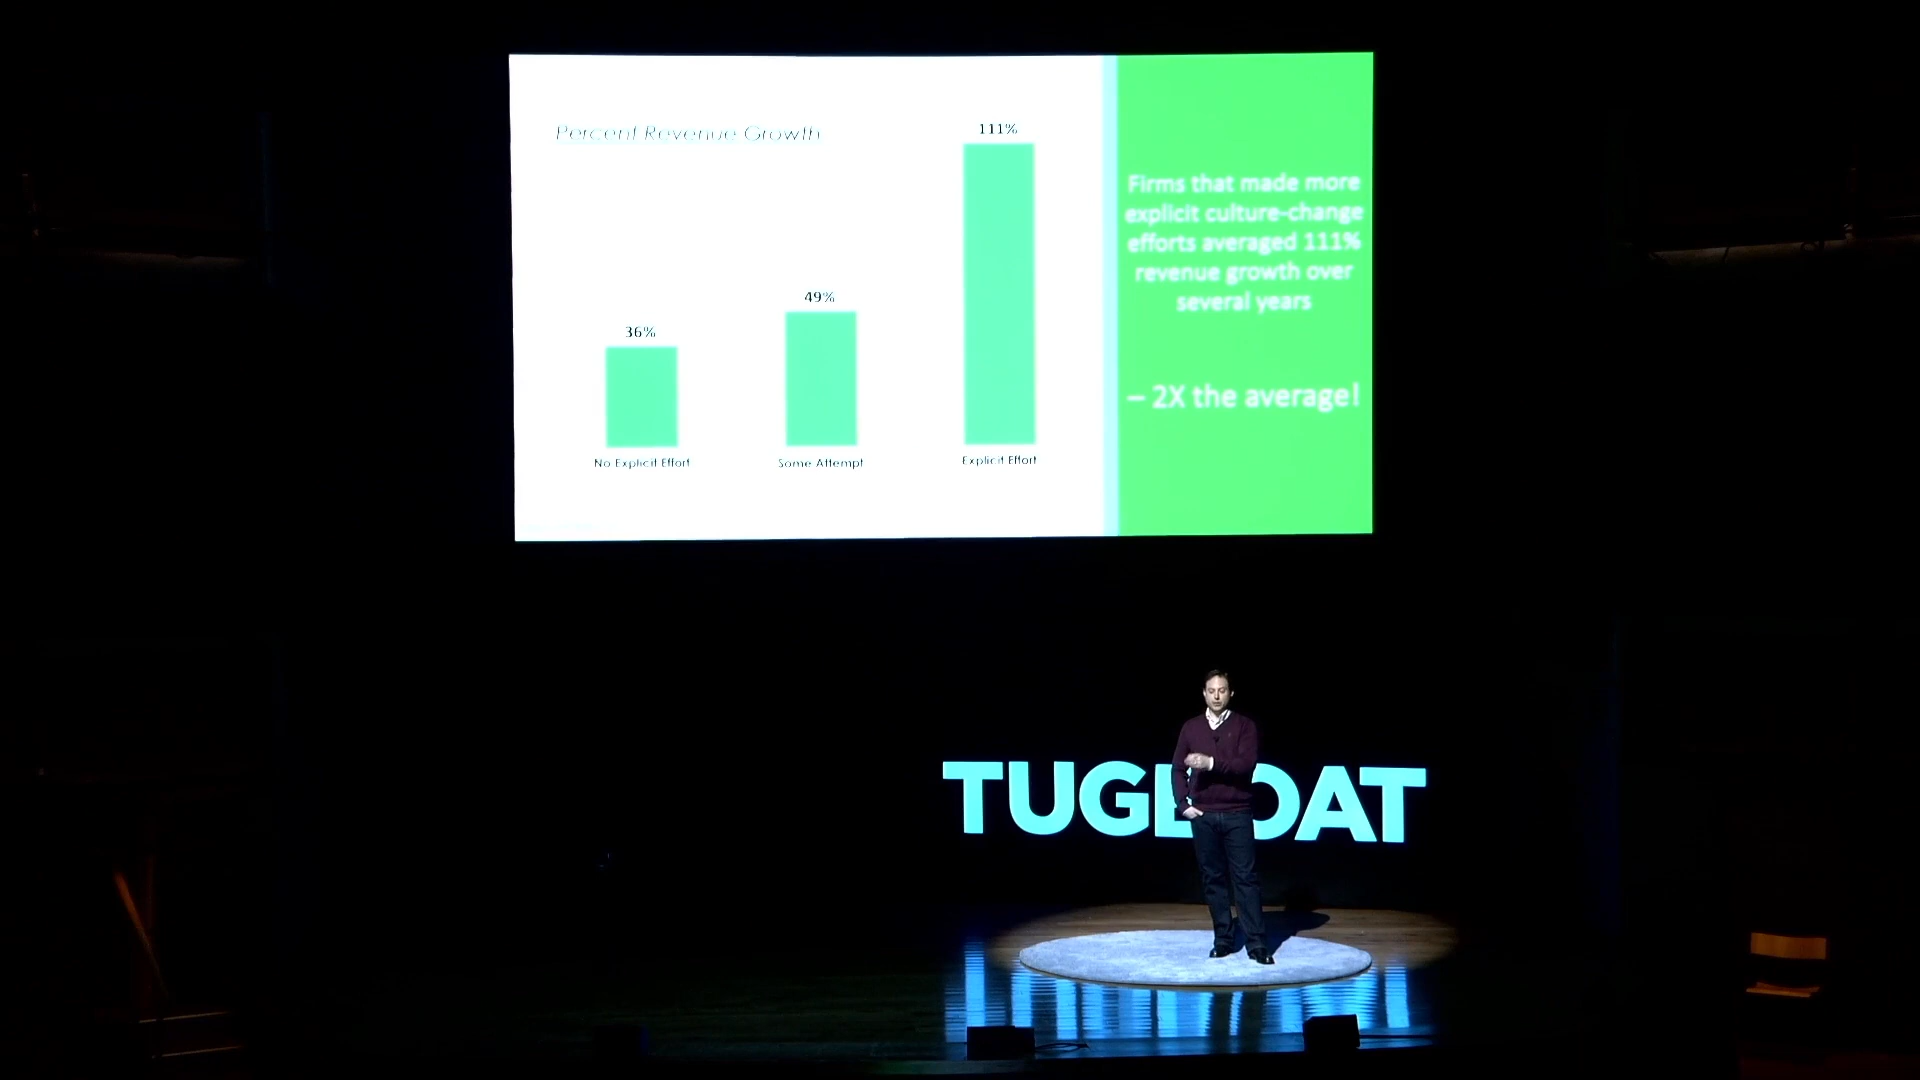 Percent Revenue Growth
36%
49%
111%
No Explicit Effort
Some Attempt
Explicit Effort
Firms that made more
explicit culture-change
efforts averaged 111%
revenue growth over
several years
– 2X the average!
TUGBOAT